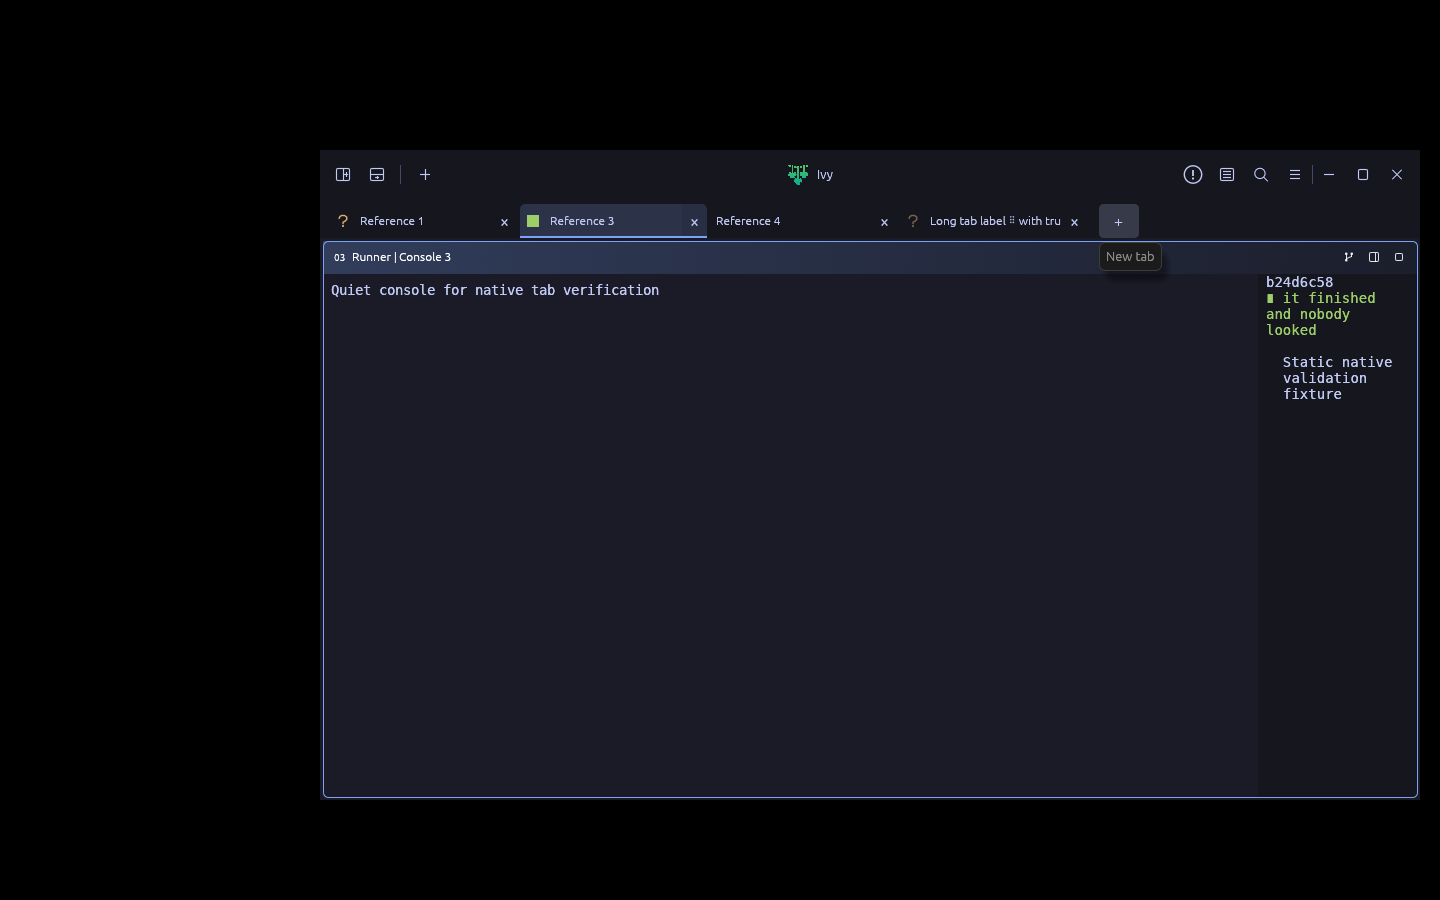 Ivy
? Reference 1 ×
Reference 3 ×
Reference 4 ×
? Long tab label ⠿ with tru ×
+
New tab
03 Runner | Console 3
Quiet console for native tab verification
b24d6c58
∎ it finished
and nobody
looked
Static native
validation
fixture